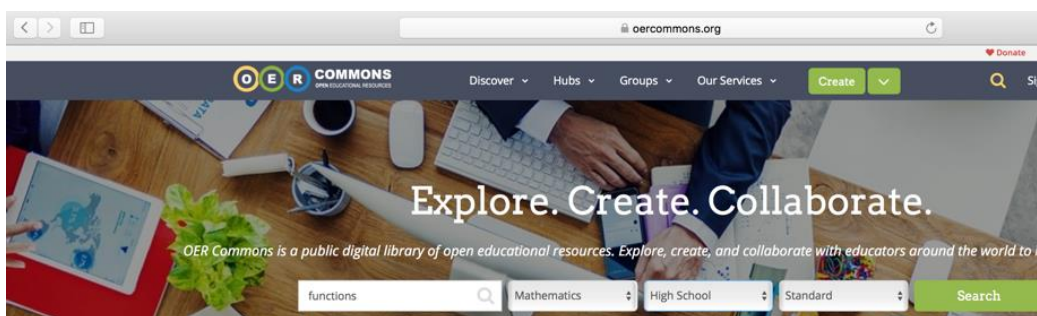 oercommons.org
Donate
OER COMMONS
OPEN EDUCATIONAL RESOURCES
Discover Hubs Groups Our Services Create
Explore. Create. Collaborate.
OER Commons is a public digital library of open educational resources. Explore, create, and collaborate with educators around the world to
functions Mathematics High School Standard Search